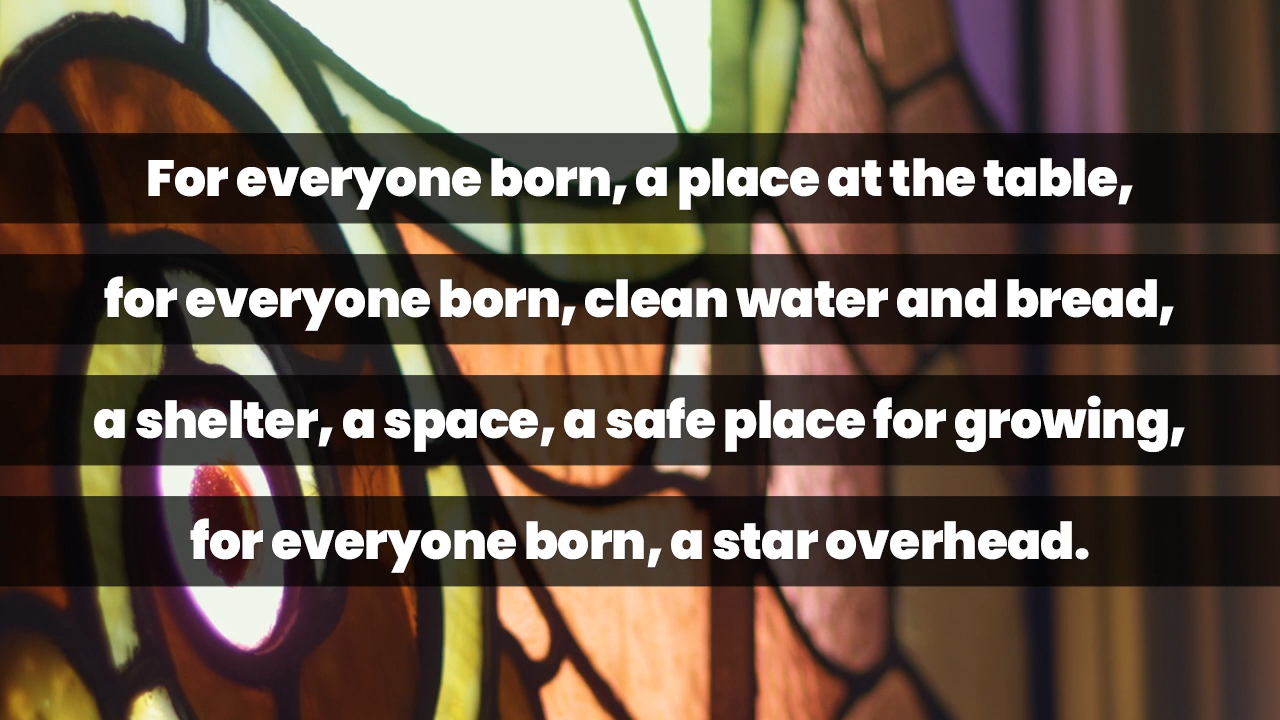 For everyone born, a place at the table,
for everyone born, clean water and bread,
a shelter, a space, a safe place for growing,
for everyone born, a star overhead.